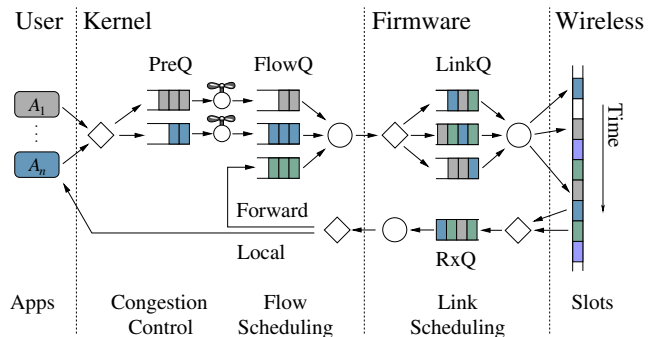 User Kernel Firmware Wireless
PreQ FlowQ LinkQ
A1
⋮
An
Time
Forward
Local
RxQ
Apps Congestion Control Flow Scheduling Link Scheduling Slots